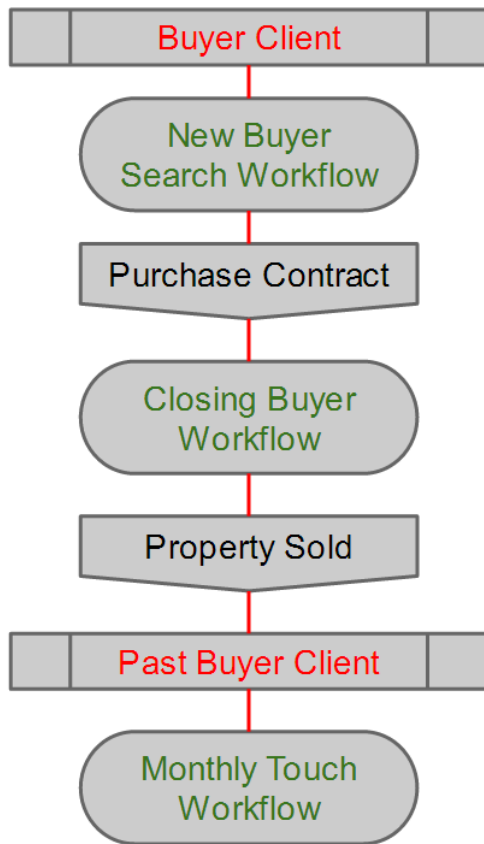 Buyer Client
New Buyer
Search Workflow
Purchase Contract
Closing Buyer
Workflow
Property Sold
Past Buyer Client
Monthly Touch
Workflow